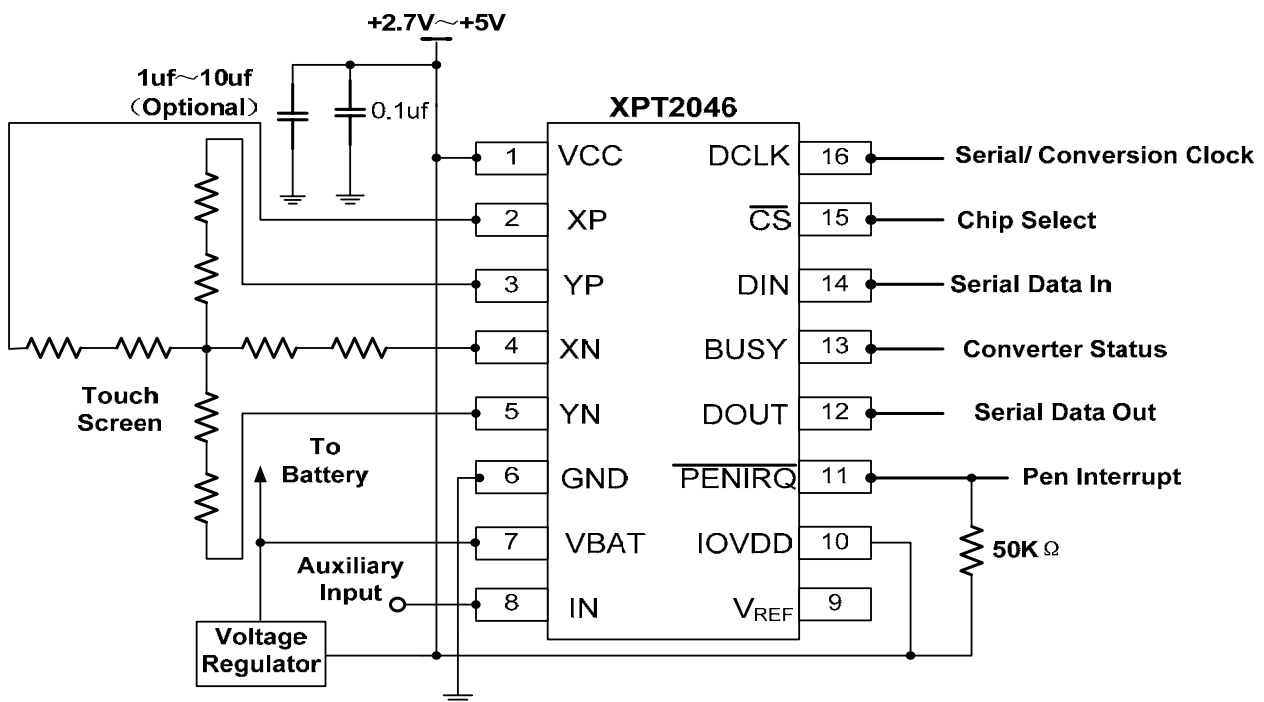 +2.7V～+5V
1uf～10uf
（Optional）
0.1uf
XPT2046
1 VCC
DCLK 16
Serial/ Conversion Clock
2 XP
CS 15
Chip Select
3 YP
DIN 14
Serial Data In
4 XN
BUSY 13
Converter Status
Touch
Screen
5 YN
DOUT 12
Serial Data Out
To
Battery
6 GND
PENIRQ 11
Pen Interrupt
7 VBAT
IOVDD 10
50KΩ
Auxiliary
Input
8 IN
VREF 9
Voltage
Regulator